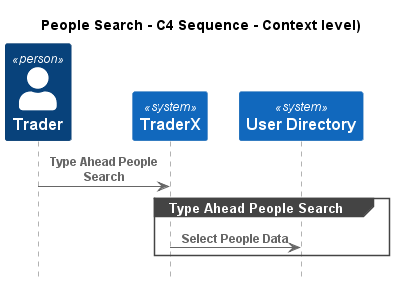 People Search - C4 Sequence - Context level)
«person»
Trader
«system»
TraderX
«system»
User Directory
Type Ahead People
Search
Type Ahead People Search
Select People Data